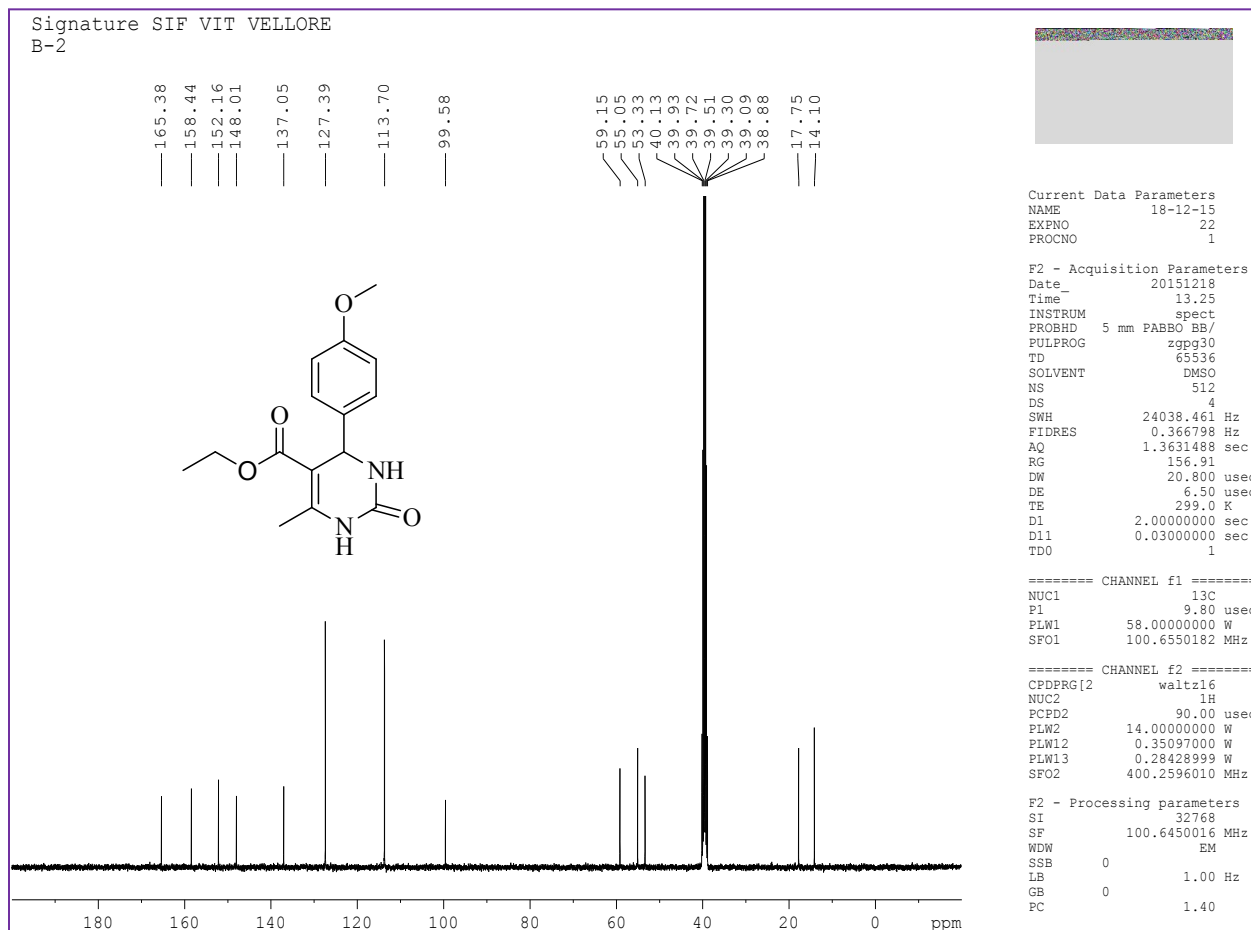 Signature SIF VIT VELLORE
B-2
165.38
158.44
152.16
148.01
137.05
127.39
113.70
99.58
59.15
55.05
53.33
40.13
39.93
39.72
39.51
39.30
39.09
38.88
17.75
14.10
O
O
O
NH
N
H
O
180 160 140 120 100 80 60 40 20 0 ppm
Current Data Parameters
NAME 18-12-15
EXPNO 22
PROCNO 1
F2 - Acquisition Parameters
Date_ 20151218
Time 13.25
INSTRUM spect
PROBHD 5 mm PABBO BB/
PULPROG zgpg30
TD 65536
SOLVENT DMSO
NS 512
DS 4
SWH 24038.461 Hz
FIDRES 0.366798 Hz
AQ 1.3631488 sec
RG 156.91
DW 20.800 usec
DE 6.50 usec
TE 299.0 K
D1 2.00000000 sec
D11 0.03000000 sec
TD0 1
======== CHANNEL f1 ========
NUC1 13C
P1 9.80 usec
PLW1 58.00000000 W
SFO1 100.6550182 MHz
======== CHANNEL f2 ========
CPDPRG[2 waltz16
NUC2 1H
PCPD2 90.00 usec
PLW2 14.00000000 W
PLW12 0.35097000 W
PLW13 0.28428999 W
SFO2 400.2596010 MHz
F2 - Processing parameters
SI 32768
SF 100.6450016 MHz
WDW EM
SSB 0
LB 1.00 Hz
GB 0
PC 1.40